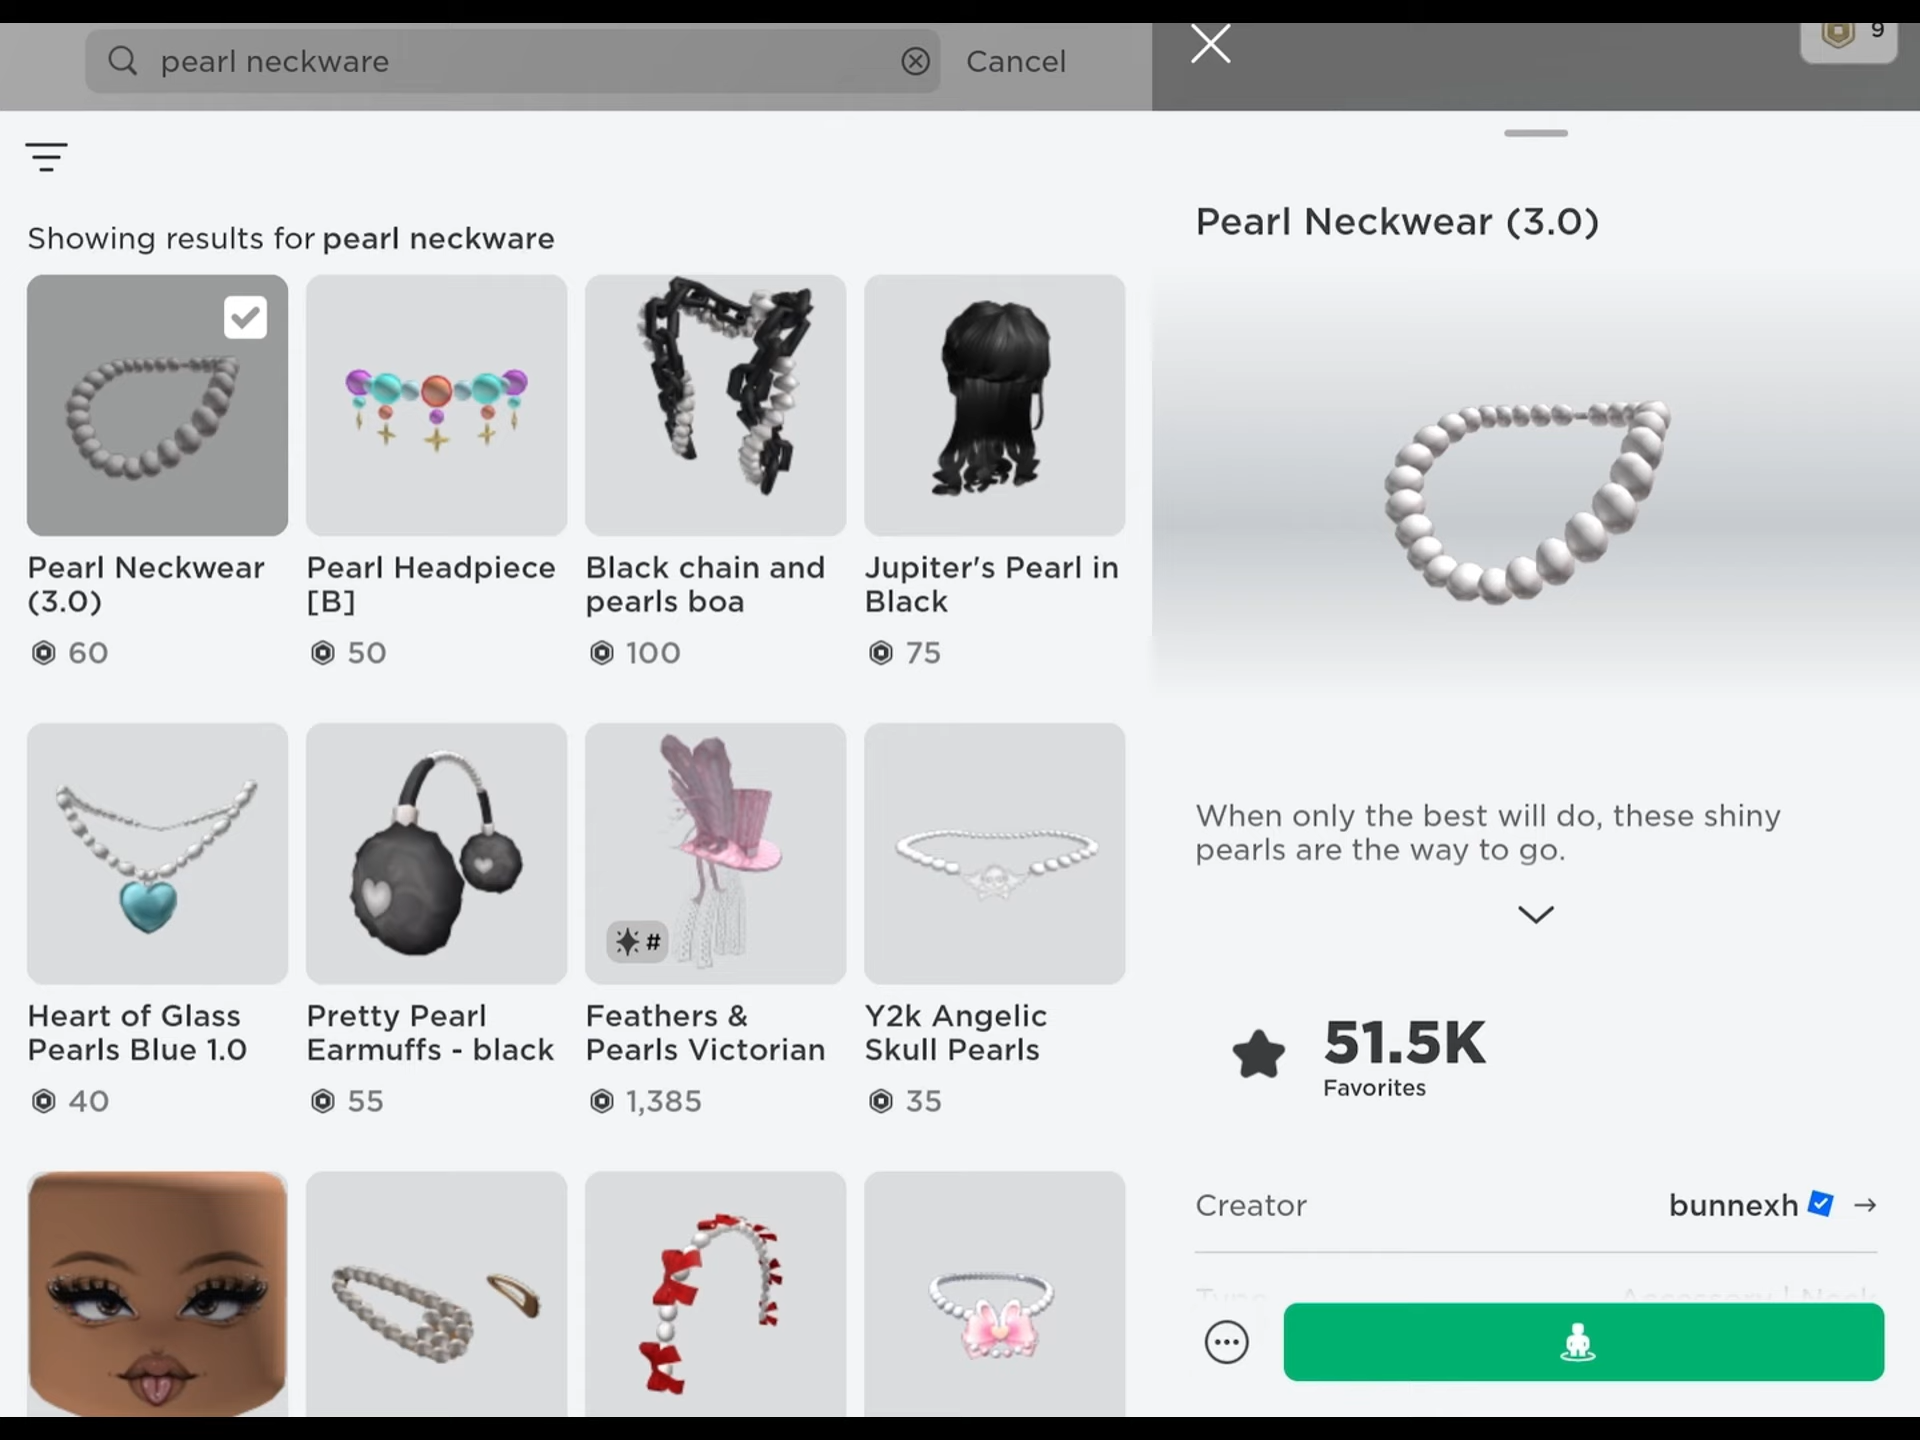 pearl neckware
Cancel
9
Showing results for pearl neckware
Pearl Neckwear
(3.0)
60
Pearl Headpiece
[B]
50
Black chain and
pearls boa
100
Jupiter's Pearl in
Black
75
Heart of Glass
Pearls Blue 1.0
40
Pretty Pearl
Earmuffs - black
55
#
Feathers &
Pearls Victorian
1,385
Y2k Angelic
Skull Pearls
35
Pearl Neckwear (3.0)
When only the best will do, these shiny
pearls are the way to go.
51.5K
Favorites
Creator
bunnexh
Type
Accessory | Neck